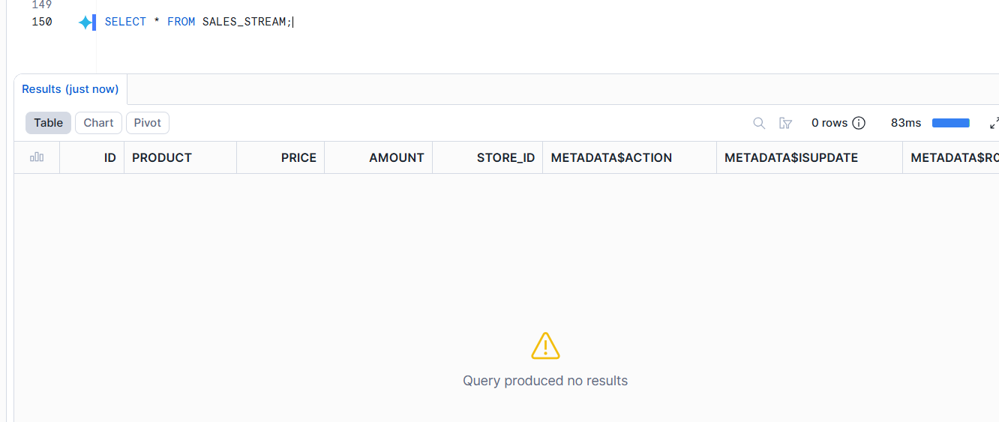 149
150 SELECT * FROM SALES_STREAM;
Results (just now)
Table Chart Pivot 0 rows 83ms
ID PRODUCT PRICE AMOUNT STORE_ID METADATA$ACTION METADATA$ISUPDATE METADATA$RO
Query produced no results